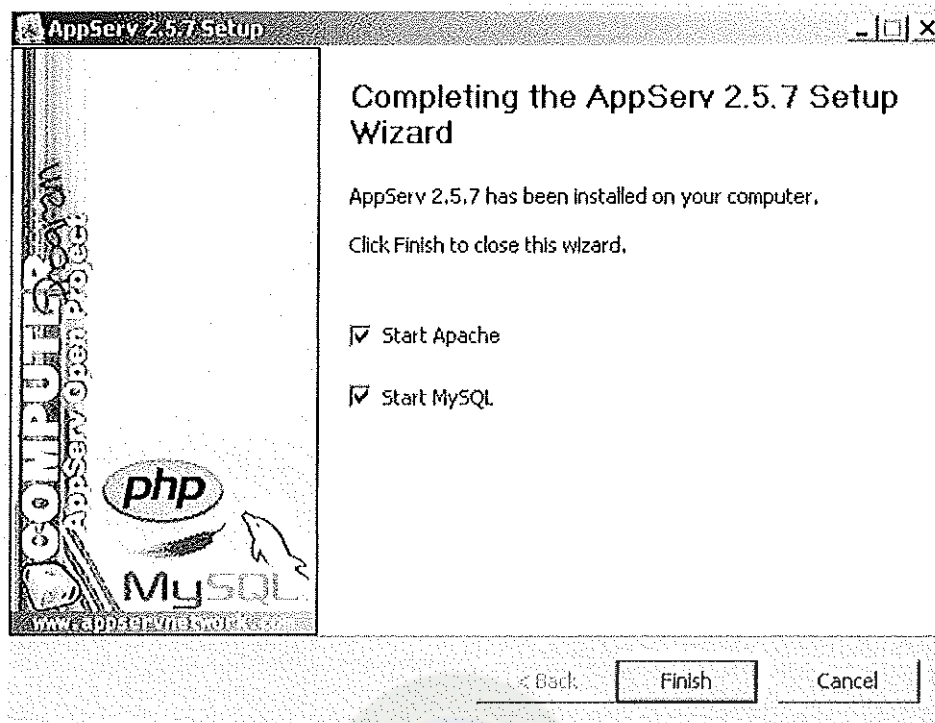 AppServ 2.5.7 Setup
Completing the AppServ 2.5.7 Setup
Wizard
AppServ 2.5.7 has been installed on your computer.
Click Finish to close this wizard.
Start Apache
Start MySQL
COMPUTER
AppServ Open Project
php
MySQL
www.appservnetwork.com
< Back
Finish
Cancel